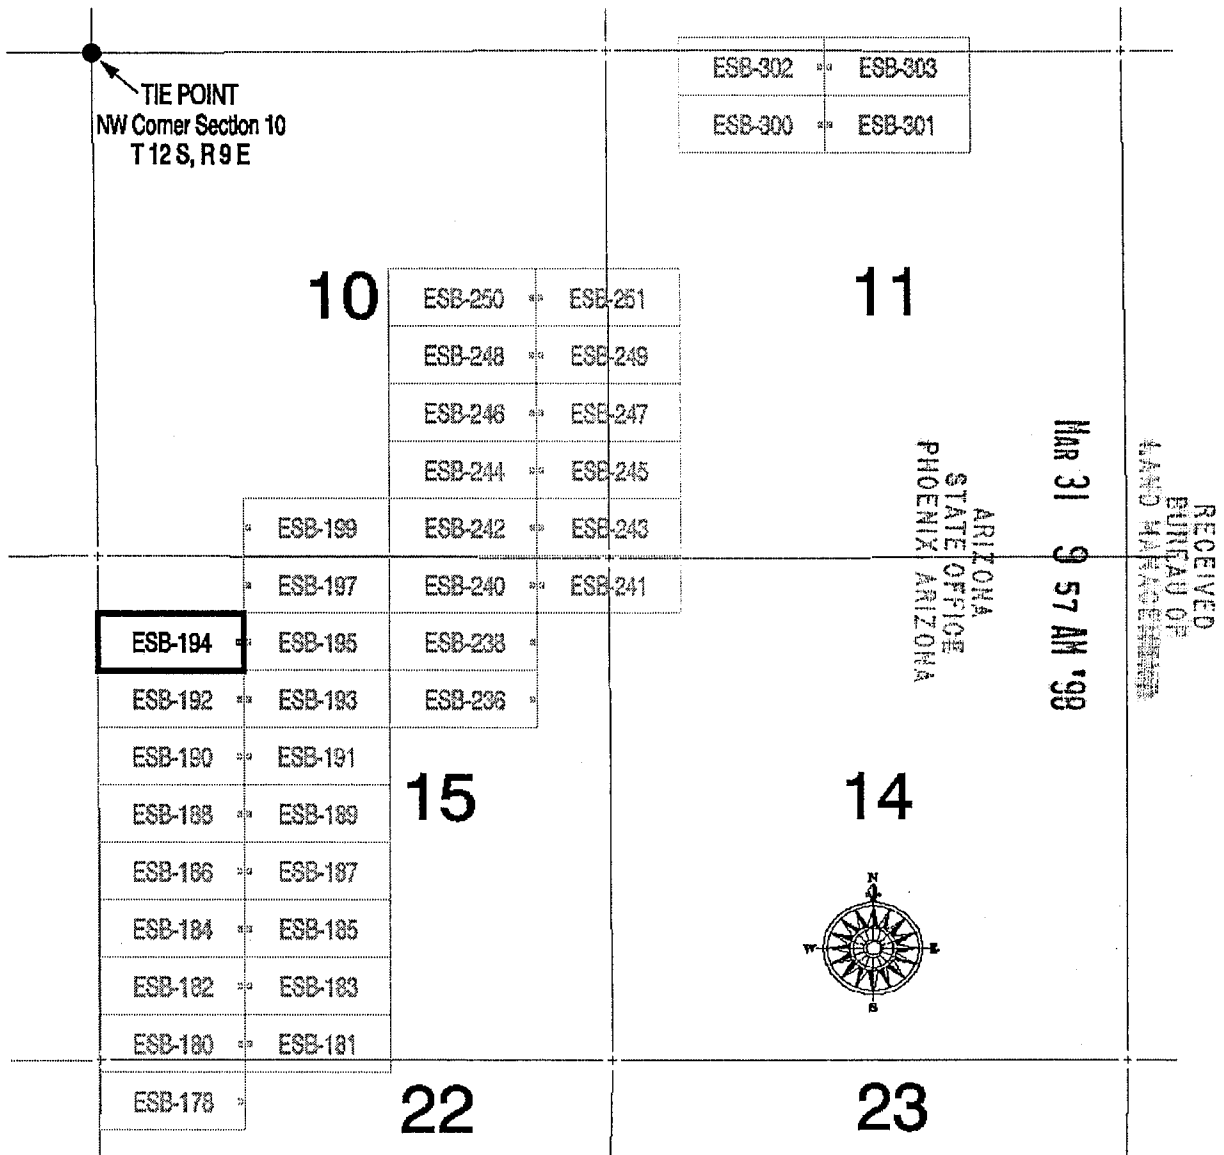 TIE POINT
NW Corner Section 10
T 12 S, R 9 E
ESB-302 ESB-303
ESB-300 ESB-301
10
11
ESB-250 ESB-251
ESB-248 ESB-249
ESB-246 ESB-247
ESB-244 ESB-245
ESB-199 ESB-242 ESB-243
ESB-197 ESB-240 ESB-241
ESB-194 ESB-195 ESB-238
ESB-192 ESB-193 ESB-236
ESB-190 ESB-191
ESB-188 ESB-189
ESB-186 ESB-187
ESB-184 ESB-185
ESB-182 ESB-183
ESB-180 ESB-181
ESB-178
15
14
22
23
N
W E
S
RECEIVED
BUREAU OF
LAND MANAGEMENT
MAR 31 9 57 AM '98
ARIZONA
STATE OFFICE
PHOENIX ARIZONA